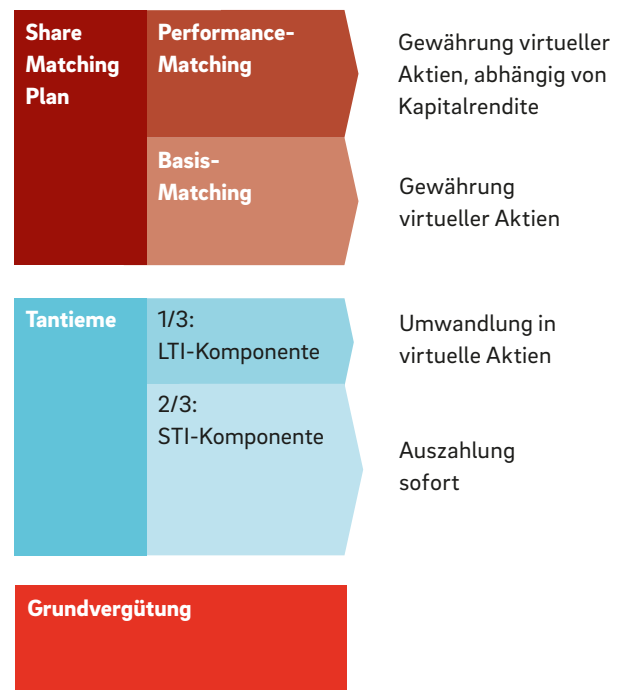 Share
Matching
Plan
Performance-
Matching
Gewährung virtueller
Aktien, abhängig von
Kapitalrendite
Basis-
Matching
Gewährung
virtueller Aktien
Tantieme
1/3:
LTI-Komponente
Umwandlung in
virtuelle Aktien
2/3:
STI-Komponente
Auszahlung
sofort
Grundvergütung